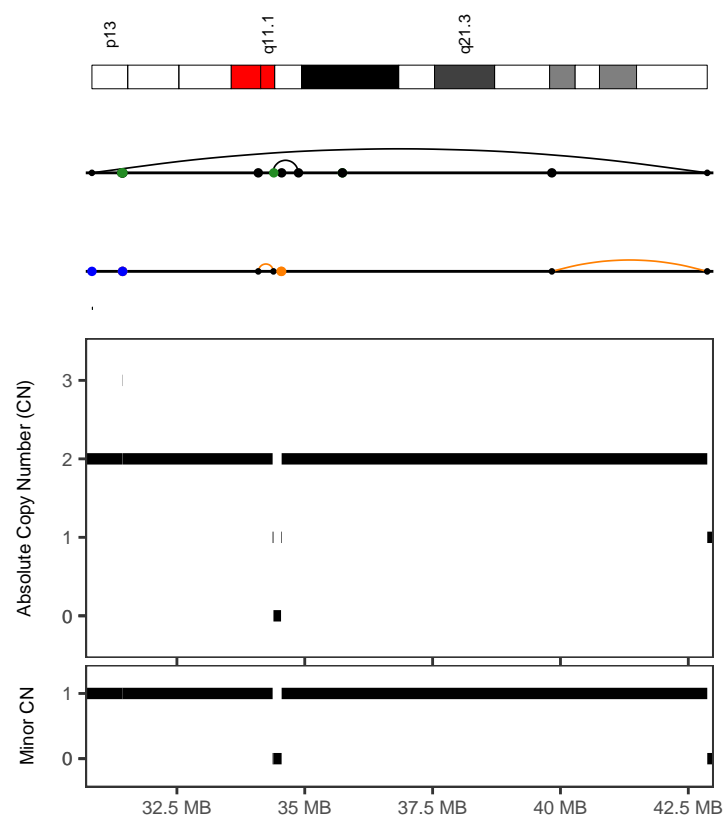 p13
q11.1
q21.3
Absolute Copy Number (CN)
3
2
1
0
Minor CN
1
0
32.5 MB
35 MB
37.5 MB
40 MB
42.5 MB